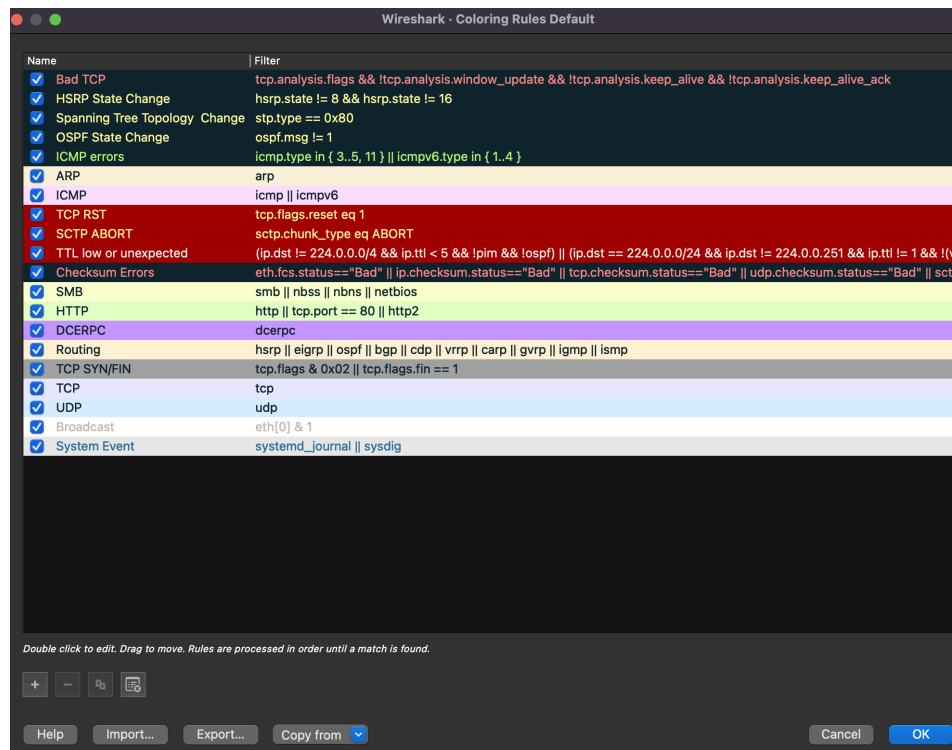 Wireshark · Coloring Rules Default
Name Filter
Bad TCP tcp.analysis.flags && !tcp.analysis.window_update && !tcp.analysis.keep_alive && !tcp.analysis.keep_alive_ack
HSRP State Change hsrp.state != 8 && hsrp.state != 16
Spanning Tree Topology  Change stp.type == 0x80
OSPF State Change ospf.msg != 1
ICMP errors icmp.type in { 3..5, 11 } || icmpv6.type in { 1..4 }
ARP arp
ICMP icmp || icmpv6
TCP RST tcp.flags.reset eq 1
SCTP ABORT sctp.chunk_type eq ABORT
TTL low or unexpected (ip.dst != 224.0.0.0/4 && ip.ttl < 5 && !pim && !ospf) || (ip.dst == 224.0.0.0/24 && ip.dst != 224.0.0.251 && ip.ttl != 1 && !(v
Checksum Errors eth.fcs.status=="Bad" || ip.checksum.status=="Bad" || tcp.checksum.status=="Bad" || udp.checksum.status=="Bad" || sct
SMB smb || nbss || nbns || netbios
HTTP http || tcp.port == 80 || http2
DCERPC dcerpc
Routing hsrp || eigrp || ospf || bgp || cdp || vrrp || carp || gvrp || igmp || ismp
TCP SYN/FIN tcp.flags & 0x02 || tcp.flags.fin == 1
TCP tcp
UDP udp
Broadcast eth[0] & 1
System Event systemd_journal || sysdig
Double click to edit. Drag to move. Rules are processed in order until a match is found.
Help Import... Export... Copy from Cancel OK